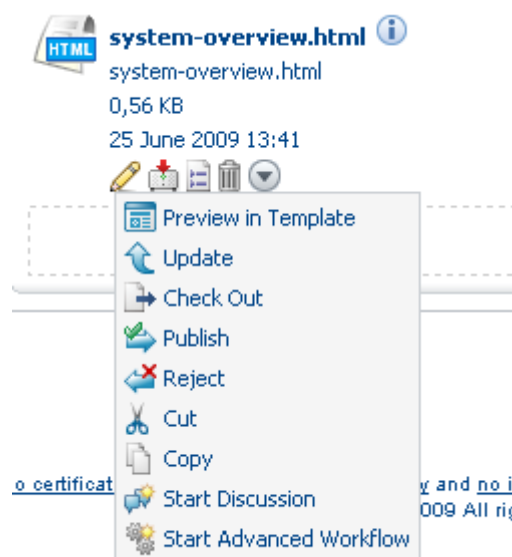 HTML
system-overview.html
system-overview.html
0,56 KB
25 June 2009 13:41
Preview in Template
Update
Check Out
Publish
Reject
Cut
Copy
Start Discussion
Start Advanced Workflow
o certificat
y and no i
009 All rig